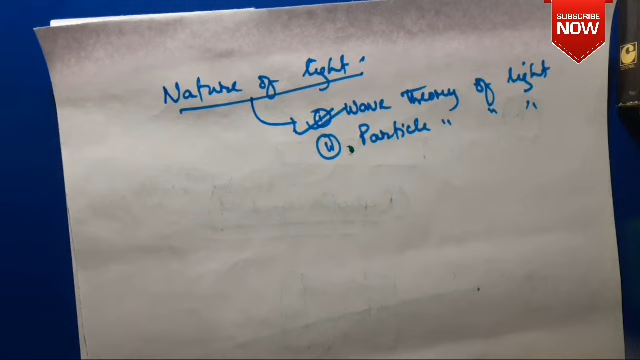 SUBSCRIBE
NOW
Nature of light :
(i) Wave Theory of light
(ii) Particle " " "